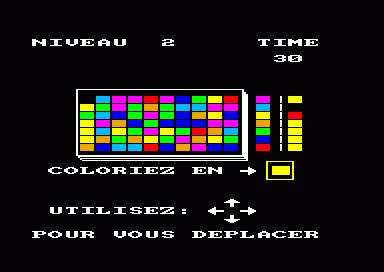 NIVEAU 2 TIME
30
COLORIEZ EN
UTILISEZ:
POUR VOUS DEPLACER